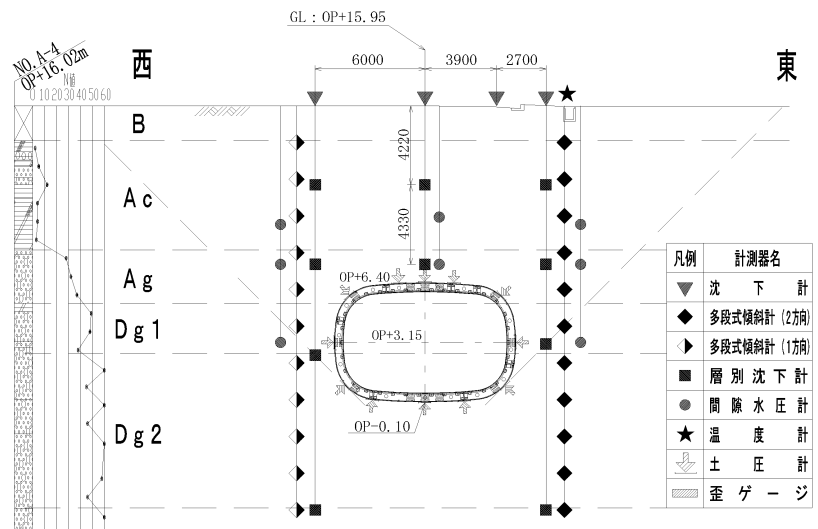 GL：OP+15.95
NO.A-4
OP+16.02m
N値
0 10 20 30 40 50 60
西
東
6000
3900
2700
4220
4330
B
Ac
Ag
Dg1
Dg2
OP+6.40
OP+3.15
OP-0.10
凡例 計測器名
沈下計
多段式傾斜計（2方向）
多段式傾斜計（1方向）
層別沈下計
間隙水圧計
温度計
土圧計
歪ゲージ